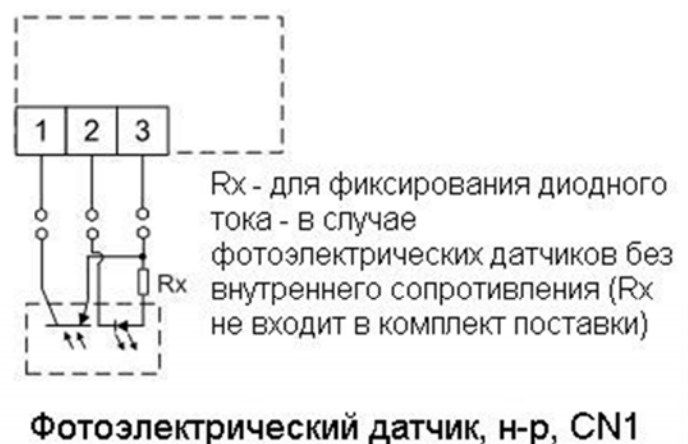 1 2 3
Rx - для фиксирования диодного
тока - в случае
фотоэлектрических датчиков без
внутреннего сопротивления (Rx
не входит в комплект поставки)
Rx
Фотоэлектрический датчик, н-р, CN1